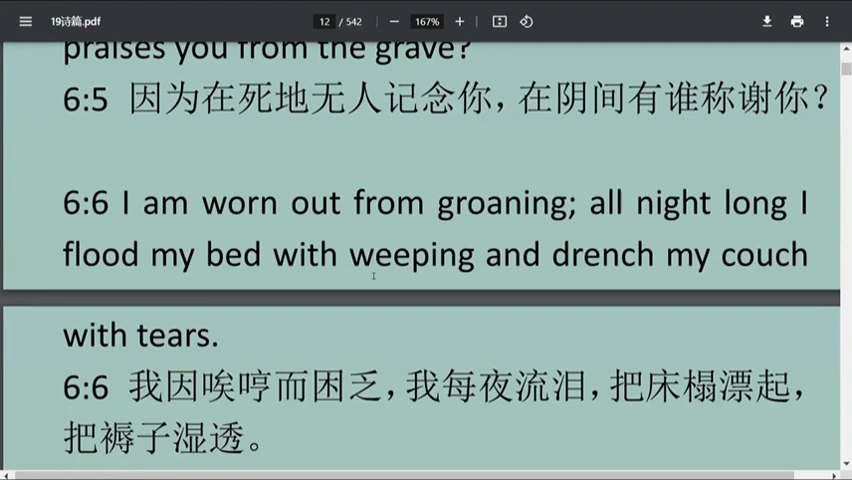 19诗篇.pdf
12 / 542
167%
praises you from the grave?
6:5 因为在死地无人记念你，在阴间有谁称谢你？
6:6 I am worn out from groaning; all night long I
flood my bed with weeping and drench my couch
with tears.
6:6 我因唉哼而困乏，我每夜流泪，把床榻漂起，
把褥子湿透。